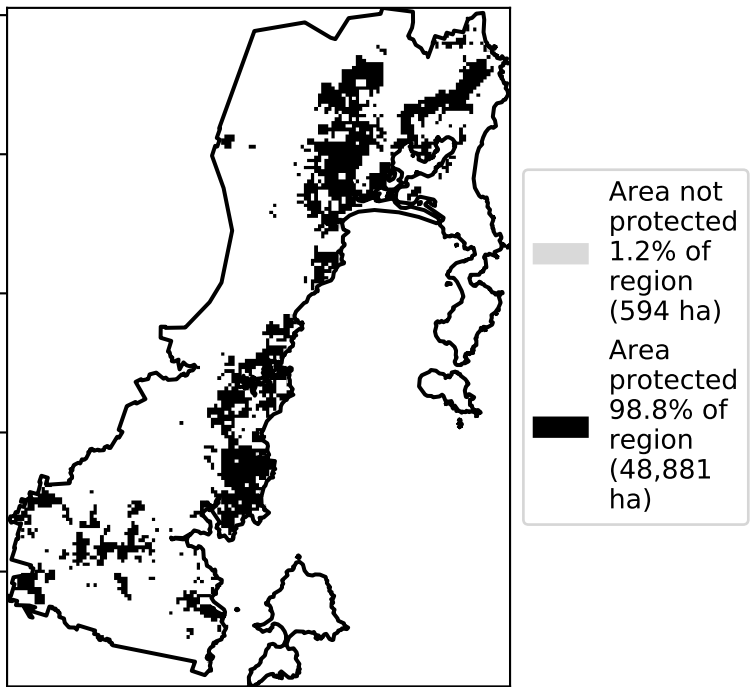 Area not
protected
1.2% of
region
(594 ha)
Area
protected
98.8% of
region
(48,881
ha)